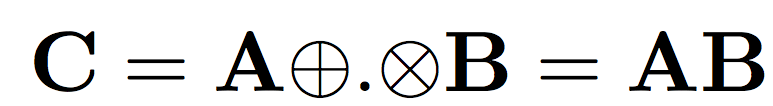 C = A⊕.⊗B = AB